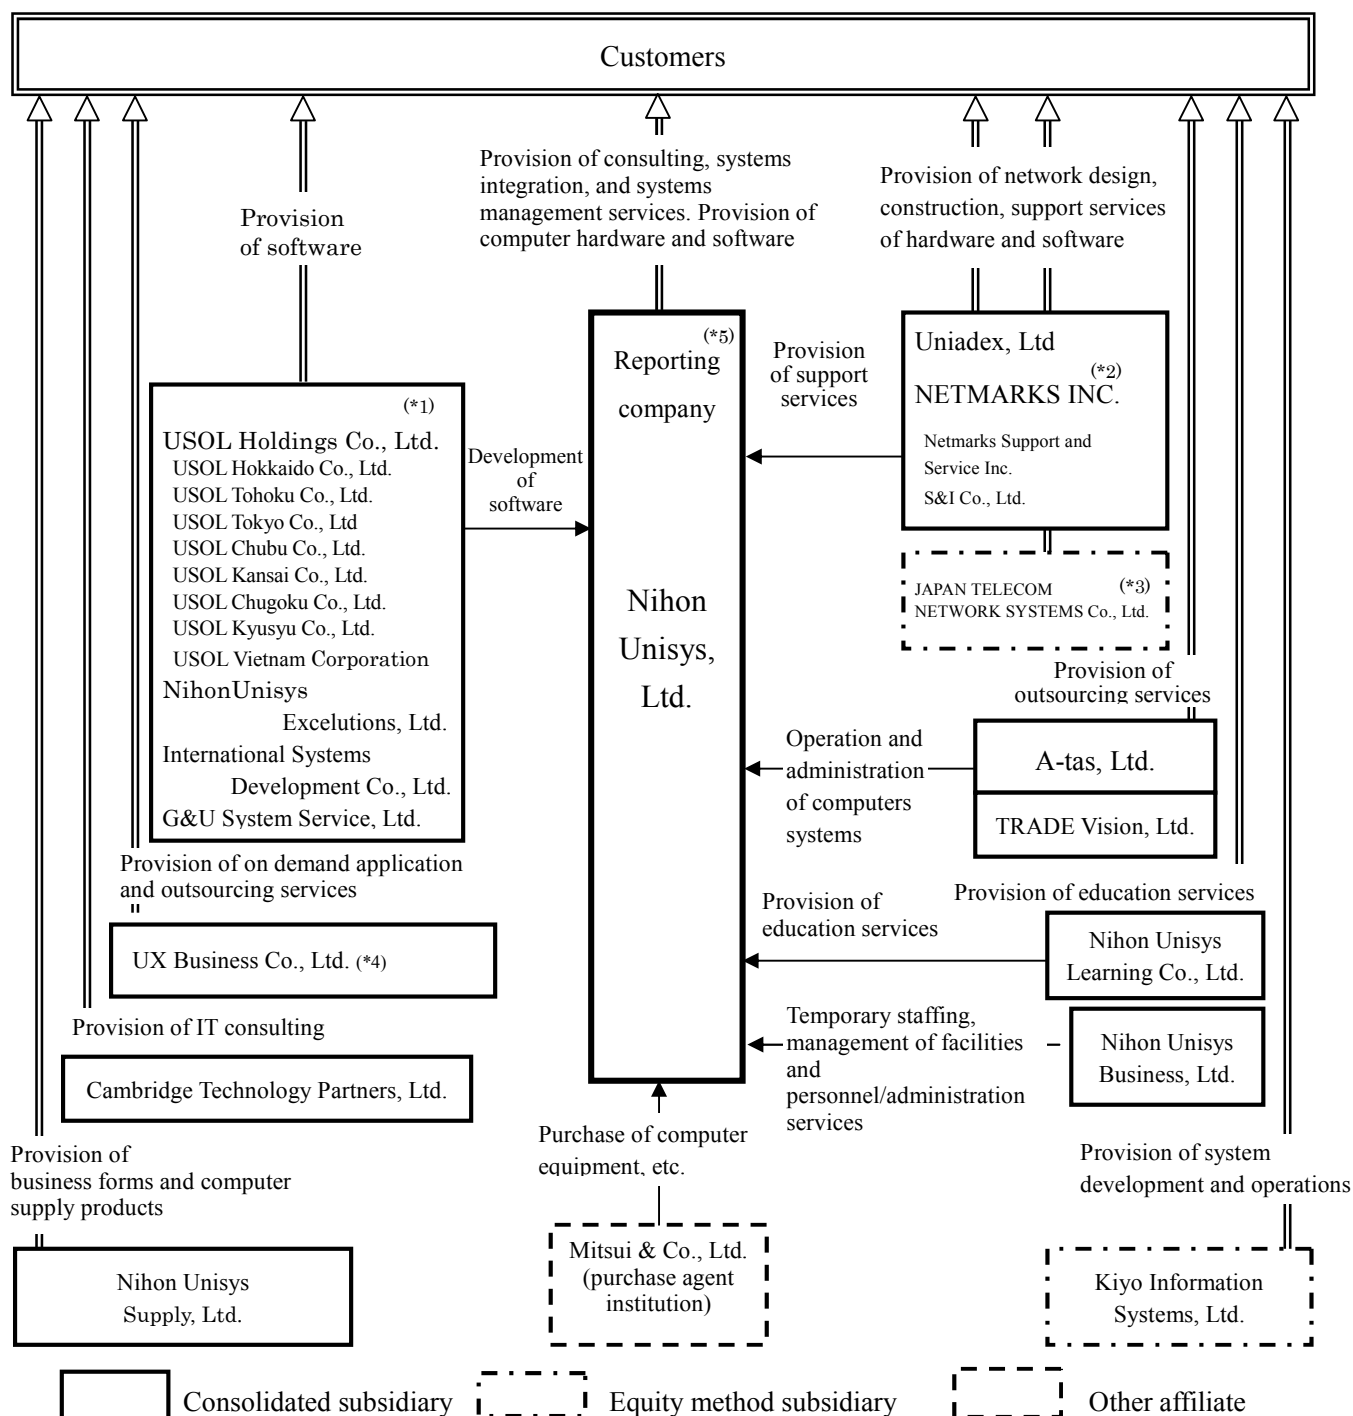 Customers
Provision
of software
Provision of consulting, systems
integration, and systems
management services. Provision of
computer hardware and software
Provision of network design,
construction, support services
of hardware and software
(*1)
USOL Holdings Co., Ltd.
USOL Hokkaido Co., Ltd.
USOL Tohoku Co., Ltd.
USOL Tokyo Co., Ltd
USOL Chubu Co., Ltd.
USOL Kansai Co., Ltd.
USOL Chugoku Co., Ltd.
USOL Kyusyu Co., Ltd.
USOL Vietnam Corporation
NihonUnisys
Excelutions, Ltd.
International Systems
Development Co., Ltd.
G&U System Service, Ltd.
Development
of
software
(*5)
Reporting
company
Nihon
Unisys,
Ltd.
Provision
of support
services
Uniadex, Ltd
(*2)
NETMARKS INC.
Netmarks Support and
Service Inc.
S&I Co., Ltd.
JAPAN TELECOM (*3)
NETWORK SYSTEMS Co., Ltd.
Provision of
outsourcing services
Operation and
administration
of computers
systems
A-tas, Ltd.
TRADE Vision, Ltd.
Provision of on demand application
and outsourcing services
UX Business Co., Ltd. (*4)
Provision of
education services
Provision of education services
Nihon Unisys
Learning Co., Ltd.
Provision of IT consulting
Cambridge Technology Partners, Ltd.
Temporary staffing,
management of facilities
and
personnel/administration
services
Nihon Unisys
Business, Ltd.
Provision of
business forms and computer
supply products
Purchase of computer
equipment, etc.
Provision of system
development and operations
Nihon Unisys
Supply, Ltd.
Mitsui & Co., Ltd.
(purchase agent
institution)
Kiyo Information
Systems, Ltd.
Consolidated subsidiary
Equity method subsidiary
Other affiliate